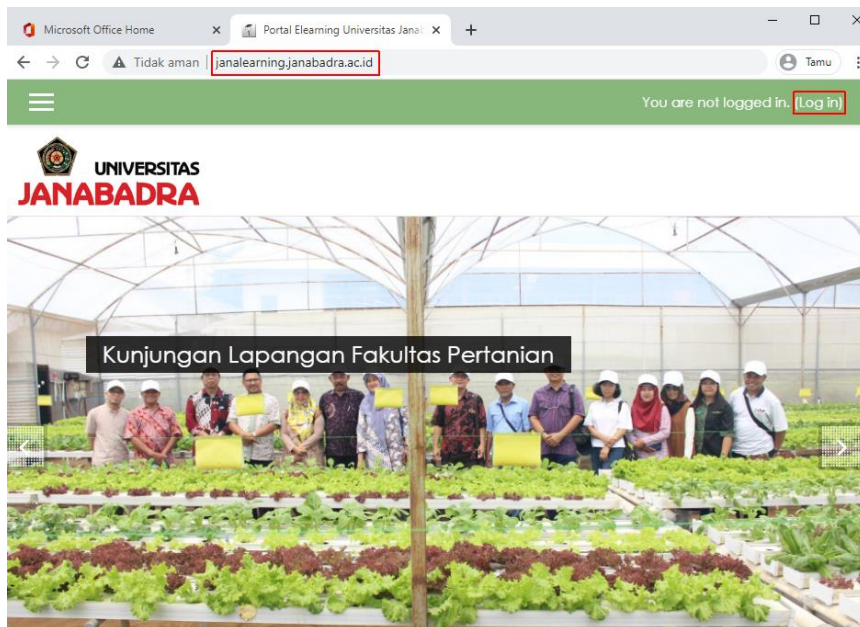 Microsoft Office Home
Portal Elearning Universitas Jana
Tidak aman
janalearning.janabadra.ac.id
Tamu
You are not logged in. (Log in)
UNIVERSITAS
JANABADRA
Kunjungan Lapangan Fakultas Pertanian